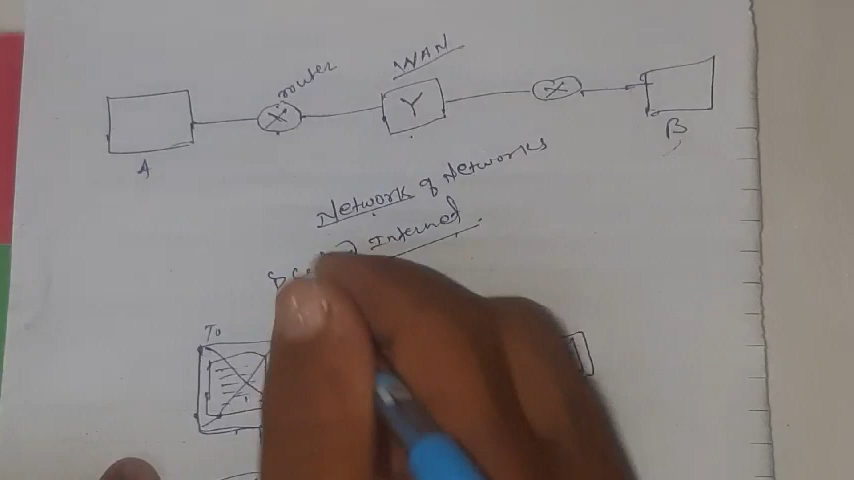 WAN
router
X
Y
X
A
B
Network of Networks
Internet
To